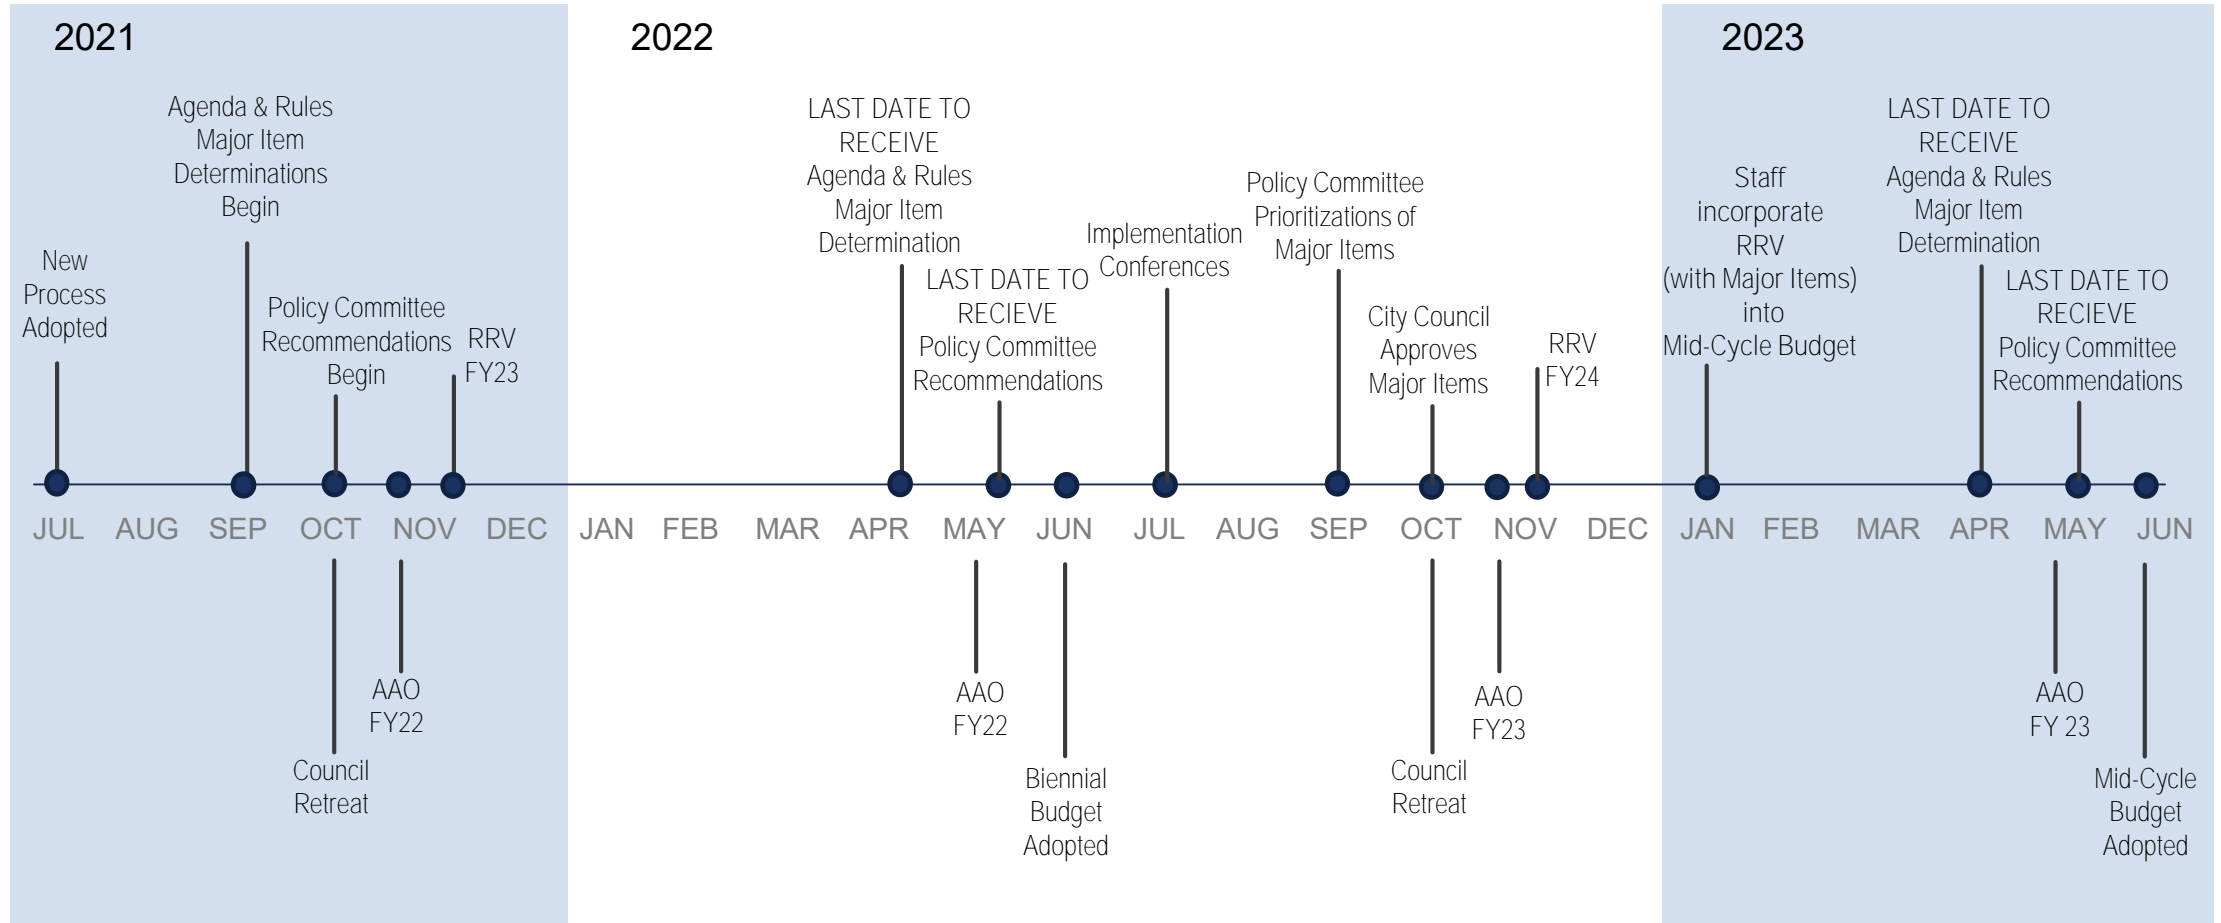 2021
2022
2023
New
Process
Adopted
Agenda & Rules
Major Item
Determinations
Begin
Policy Committee
Recommendations
Begin
RRV
FY23
LAST DATE TO
RECEIVE
Agenda & Rules
Major Item
Determination
LAST DATE TO
RECIEVE
Policy Committee
Recommendations
Implementation
Conferences
Policy Committee
Prioritizations of
Major Items
City Council
Approves
Major Items
RRV
FY24
Staff
incorporate
RRV
(with Major Items)
into
Mid-Cycle Budget
LAST DATE TO
RECEIVE
Agenda & Rules
Major Item
Determination
LAST DATE TO
RECIEVE
Policy Committee
Recommendations
JUL AUG SEP OCT NOV DEC JAN FEB MAR APR MAY JUN JUL AUG SEP OCT NOV DEC JAN FEB MAR APR MAY JUN
Council
Retreat
AAO
FY22
AAO
FY22
Biennial
Budget
Adopted
Council
Retreat
AAO
FY23
AAO
FY 23
Mid-Cycle
Budget
Adopted